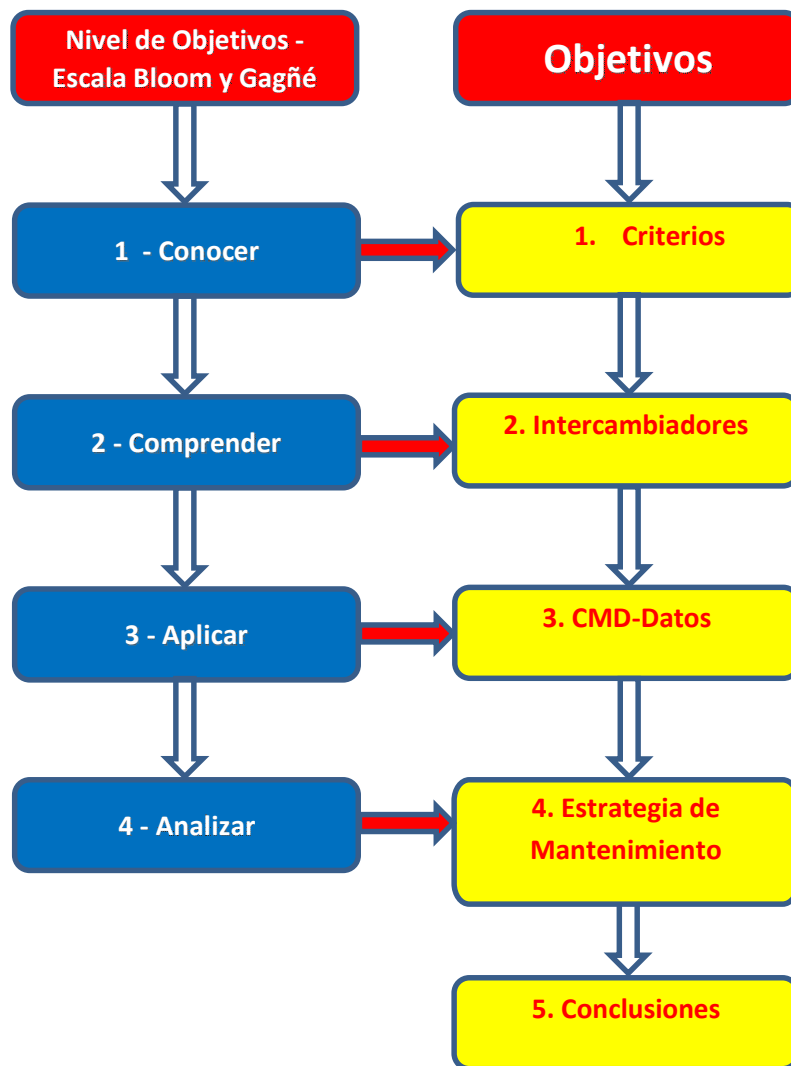 Nivel de Objetivos -
Escala Bloom y Gagñé
Objetivos
1 - Conocer
1. Criterios
2 - Comprender
2. Intercambiadores
3 - Aplicar
3. CMD-Datos
4 - Analizar
4. Estrategia de
Mantenimiento
5. Conclusiones